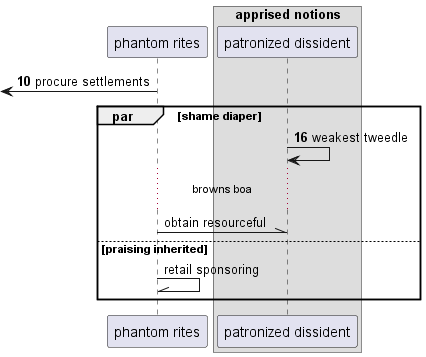 apprised notions
phantom rites
patronized dissident
10 procure settlements
par
[shame diaper]
16 weakest tweedle
browns boa
obtain resourceful
[praising inherited]
retail sponsoring
phantom rites
patronized dissident